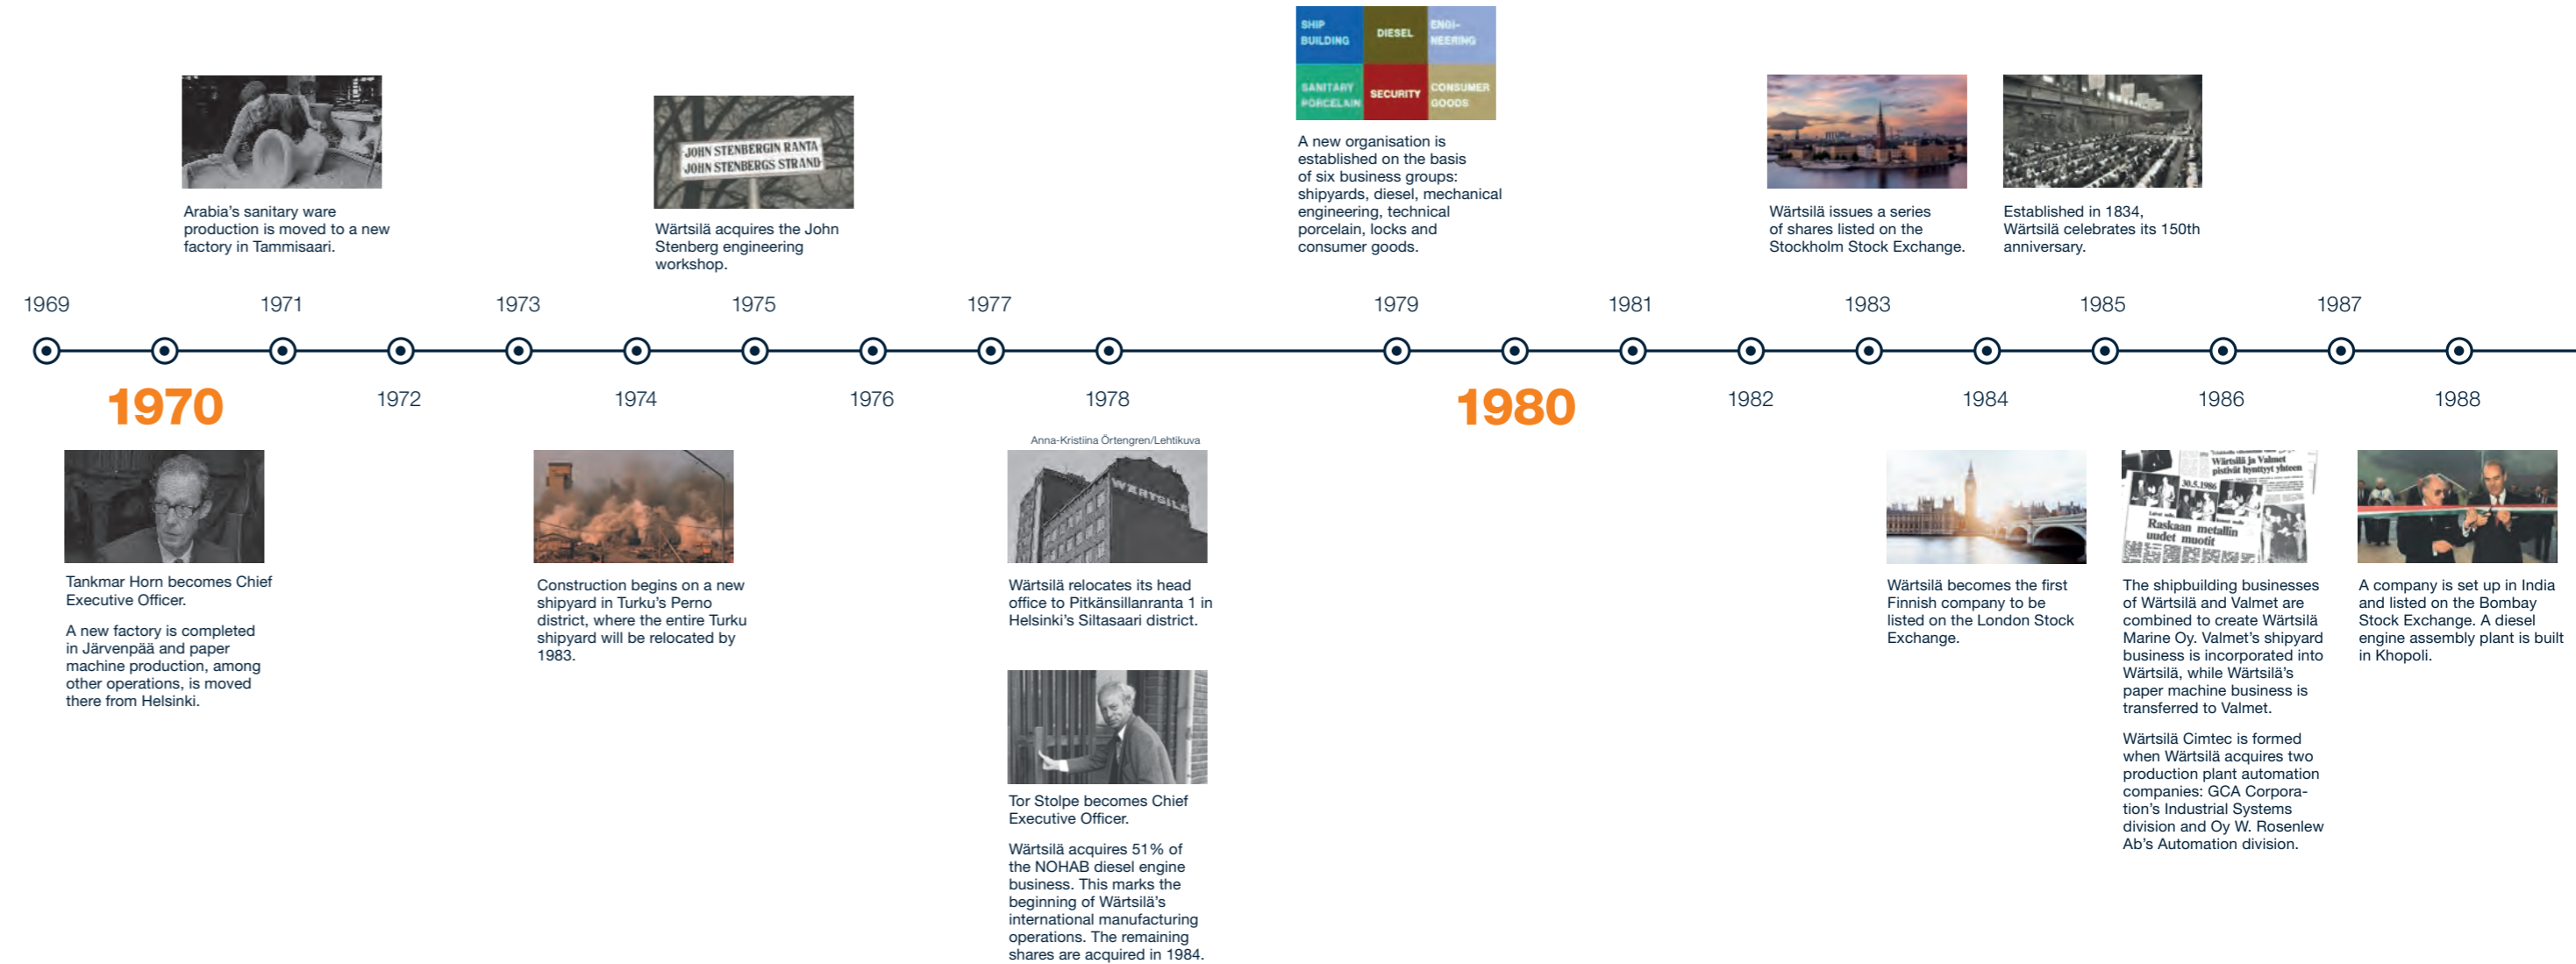 SHIP
BUILDING
DIESEL
ENGI-
NEERING
SANITARY
PORCELAIN
SECURITY
CONSUMER
GOODS
Arabia's sanitary ware
production is moved to a new
factory in Tammisaari.
JOHN STENBERGIN RANTA
JOHN STENBERGS STRAND
Wärtsilä acquires the John
Stenberg engineering
workshop.
A new organisation is
established on the basis
of six business groups:
shipyards, diesel, mechanical
engineering, technical
porcelain, locks and
consumer goods.
Wärtsilä issues a series
of shares listed on the
Stockholm Stock Exchange.
Established in 1834,
Wärtsilä celebrates its 150th
anniversary.
1969
1971
1973
1975
1977
1979
1981
1983
1985
1987
1970
1972
1974
1976
1978
1980
1982
1984
1986
1988
Tankmar Horn becomes Chief
Executive Officer.
A new factory is completed
in Järvenpää and paper
machine production, among
other operations, is moved
there from Helsinki.
Construction begins on a new
shipyard in Turku's Perno
district, where the entire Turku
shipyard will be relocated by
1983.
Anna-Kristiina Örtengren/Lehtikuva
WÄRTSILÄ
Wärtsilä relocates its head
office to Pitkänsillanranta 1 in
Helsinki's Siltasaari district.
Tor Stolpe becomes Chief
Executive Officer.
Wärtsilä acquires 51% of
the NOHAB diesel engine
business. This marks the
beginning of Wärtsilä's
international manufacturing
operations. The remaining
shares are acquired in 1984.
Wärtsilä becomes the first
Finnish company to be
listed on the London Stock
Exchange.
Wärtsilä ja Valmet
pistivät hynttyyt yhteen
30.5.1986
Raskaan metallin
uudet muotit
The shipbuilding businesses
of Wärtsilä and Valmet are
combined to create Wärtsilä
Marine Oy. Valmet's shipyard
business is incorporated into
Wärtsilä, while Wärtsilä's
paper machine business is
transferred to Valmet.
Wärtsilä Cimtec is formed
when Wärtsilä acquires two
production plant automation
companies: GCA Corpora-
tion's Industrial Systems
division and Oy W. Rosenlew
Ab's Automation division.
A company is set up in India
and listed on the Bombay
Stock Exchange. A diesel
engine assembly plant is built
in Khopoli.